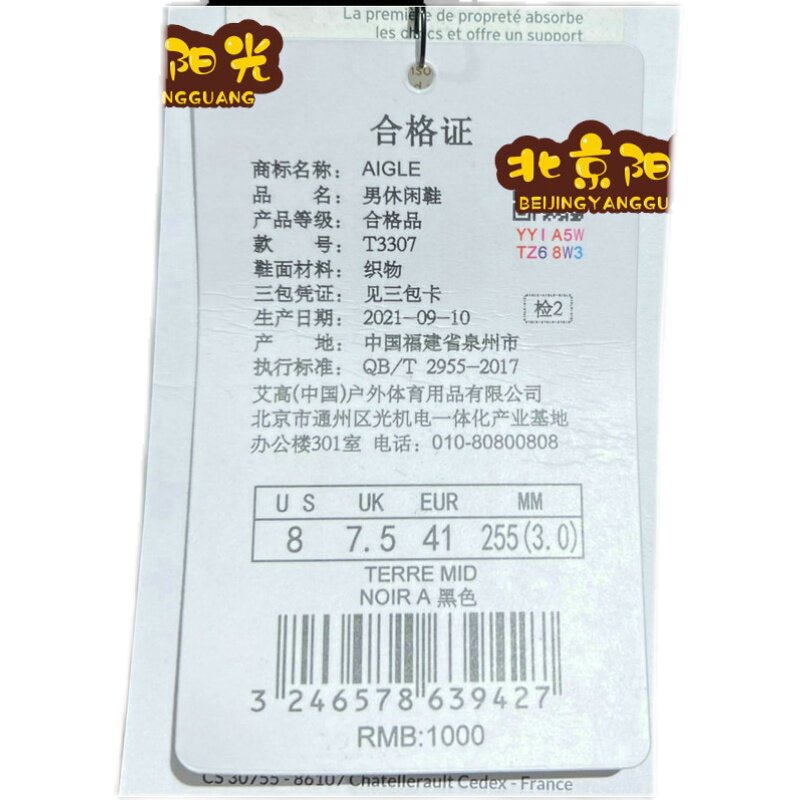 La première de propreté absorbe
les chocs et offre un support
阳光
NGGUANG
合格证
北京阳
BEIJINGYANGGU
商标名称： AIGLE
品 名： 男休闲鞋
产品等级： 合格品
YY1 A5W
款 号： T3307
TZ6 8W3
鞋面材料： 织物
三包凭证： 见三包卡
检2
生产日期： 2021-09-10
产 地： 中国福建省泉州市
执行标准： QB/T 2955-2017
艾高(中国)户外体育用品有限公司
北京市通州区光机电一体化产业基地
办公楼301室 电话：010-80800808
US UK EUR MM
8 7.5 41 255(3.0)
TERRE MID
NOIR A 黑色
3 246578 639427
RMB:1000
CS 30755 - 86107 Chatellerault Cedex - France